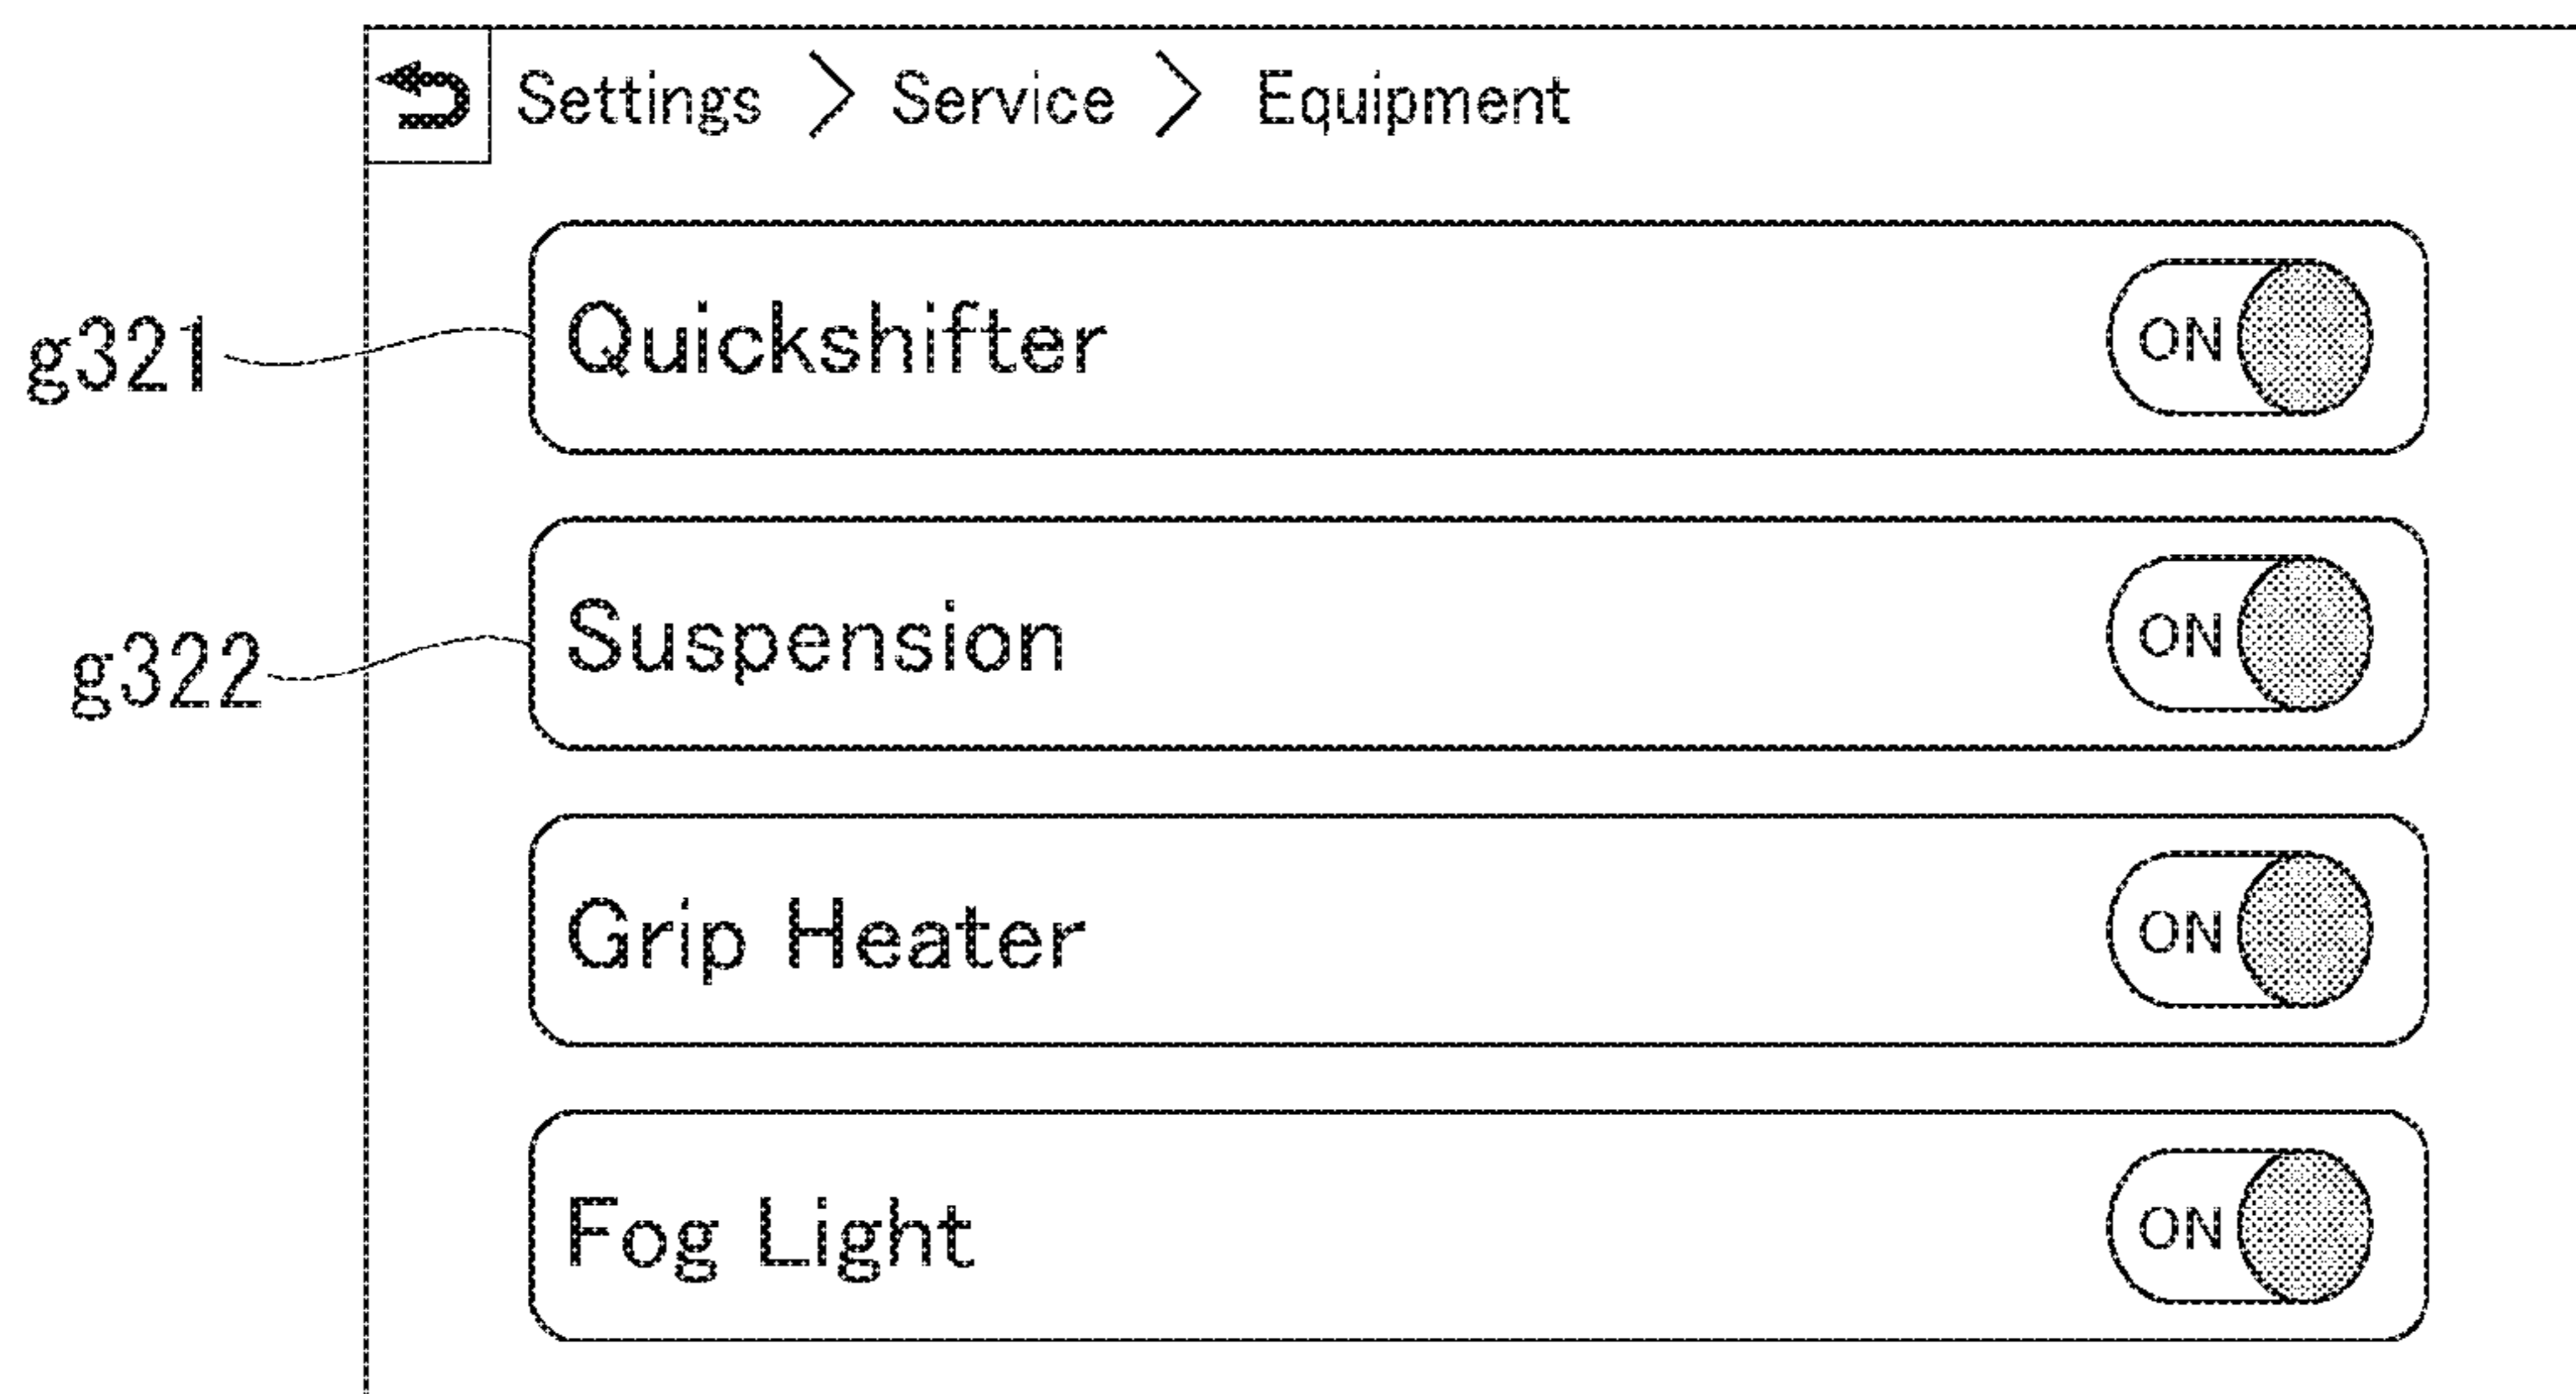 Settings > Service > Equipment
g321 Quickshifter ON
g322 Suspension ON
Grip Heater ON
Fog Light ON